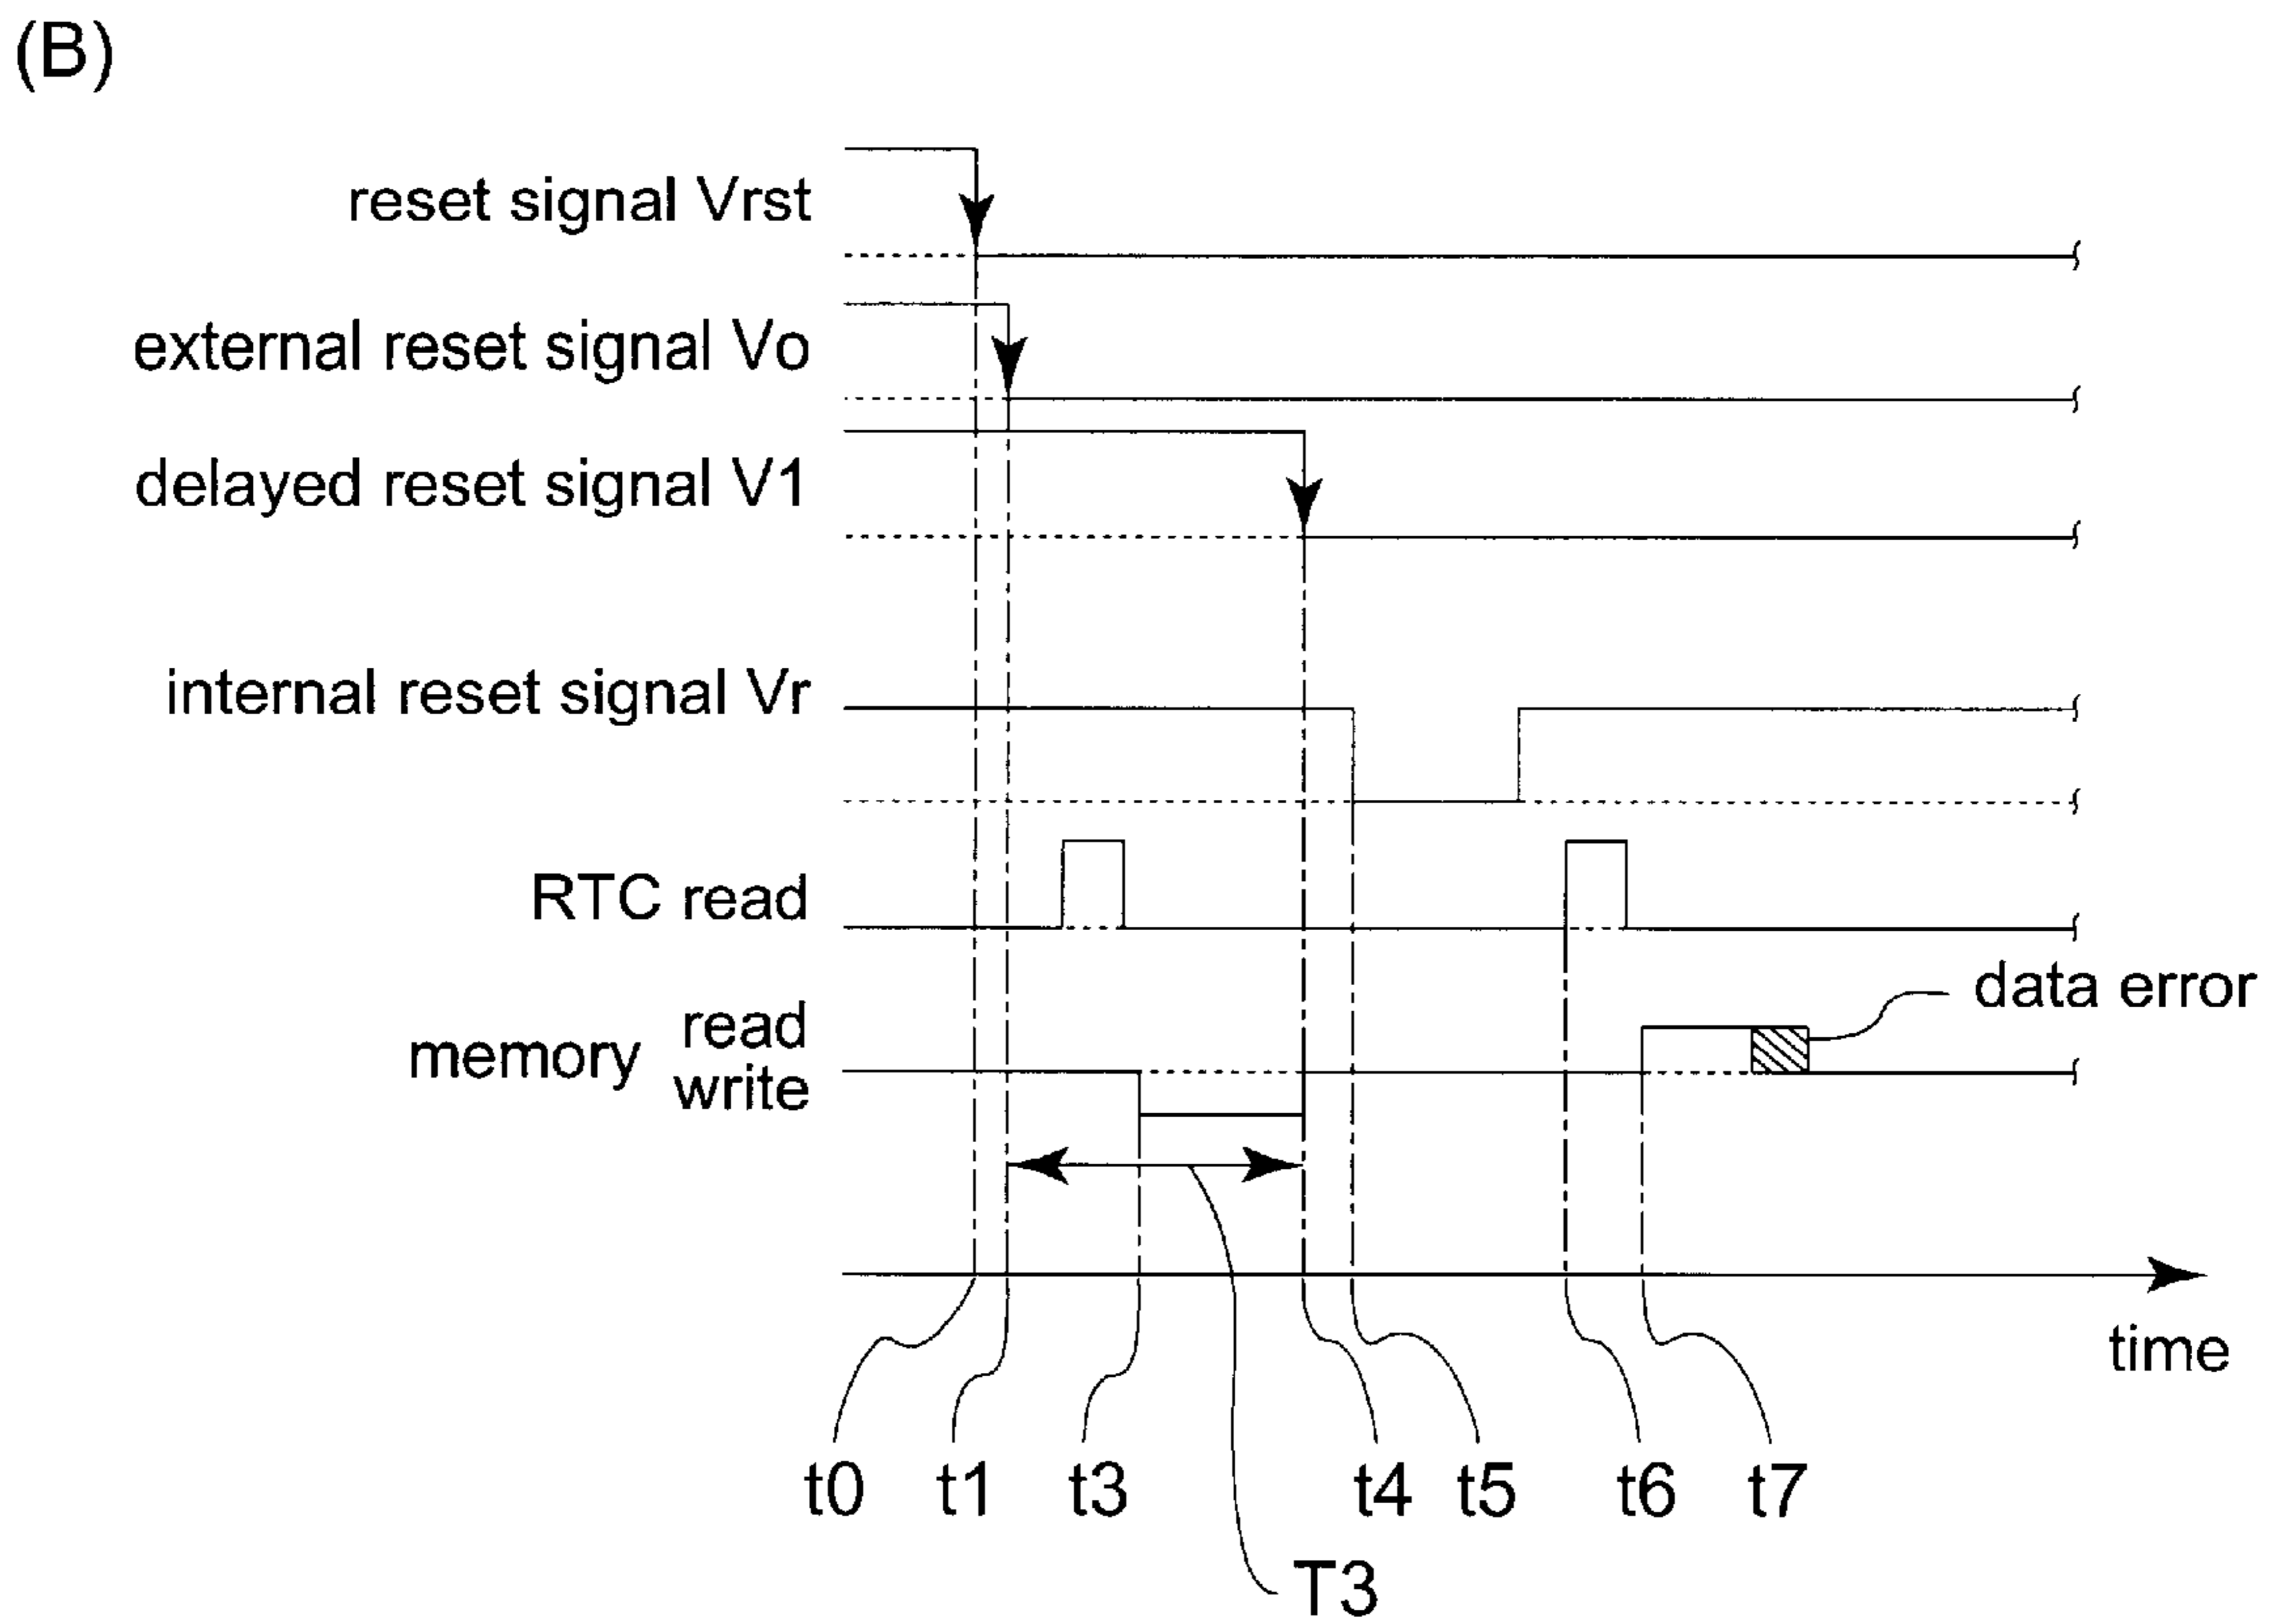 (B)
reset signal Vrst
external reset signal Vo
delayed reset signal V1
internal reset signal Vr
RTC read
data error
memory read
write
time
t0 t1 t3 t4 t5 t6 t7
T3